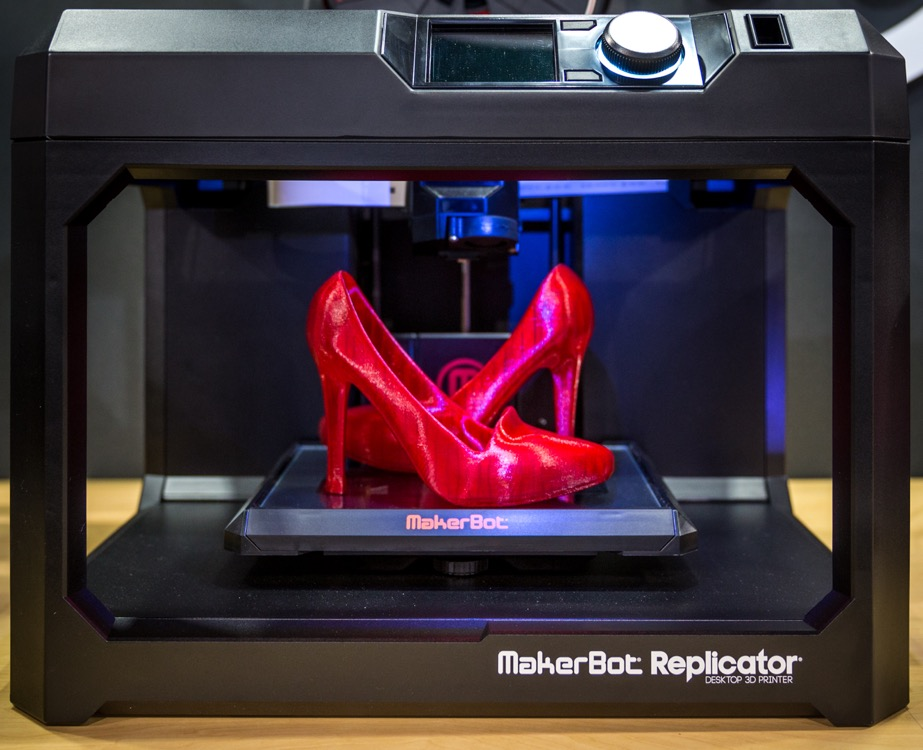 MakerBot
MakerBot Replicator
DESKTOP 3D PRINTER